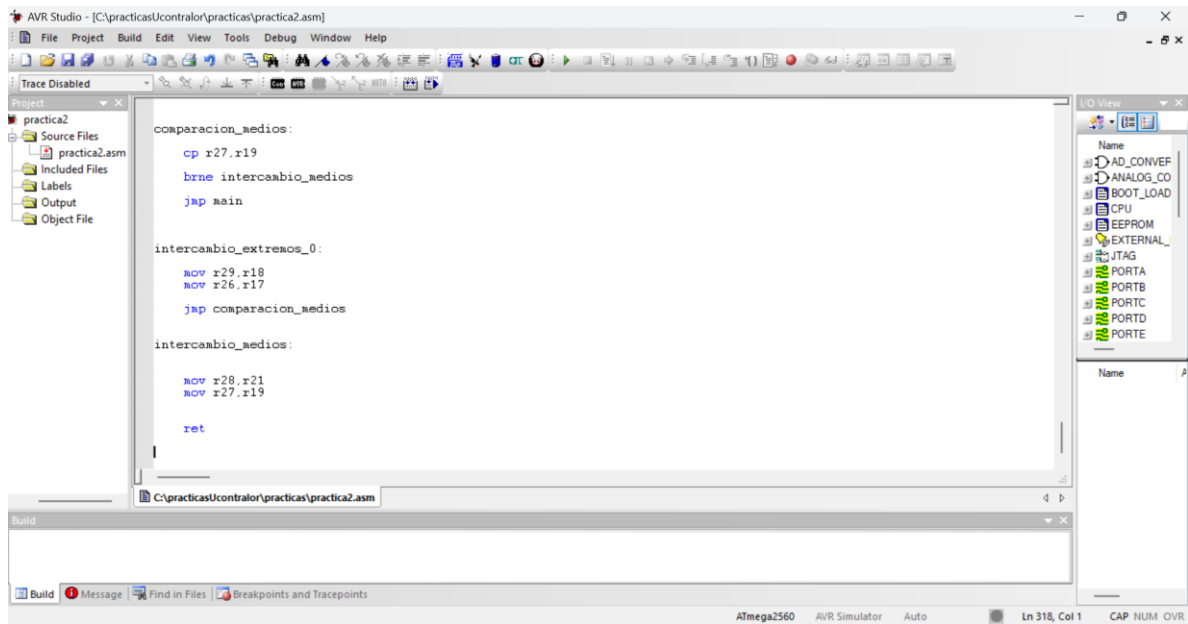 AVR Studio - [C:\practicasUcontralor\practicas\practica2.asm]
File Project Build Edit View Tools Debug Window Help
Trace Disabled
Project
practica2
Source Files
practica2.asm
Included Files
Labels
Output
Object File
comparacion_medios:
cp r27,r19
brne intercambio_medios
jmp main
intercambio_extremos_0:
mov r29,r18
mov r26,r17
jmp comparacion_medios
intercambio_medios:
mov r28,r21
mov r27,r19
ret
C:\practicasUcontralor\practicas\practica2.asm
I/O View
Name
AD_CONVER
ANALOG_CO
BOOT_LOAD
CPU
EEPROM
EXTERNAL_
JTAG
PORTA
PORTB
PORTC
PORTD
PORTE
Name
Build
Build Message Find in Files Breakpoints and Tracepoints
ATmega2560 AVR Simulator Auto Ln 318, Col 1 CAP NUM OVR